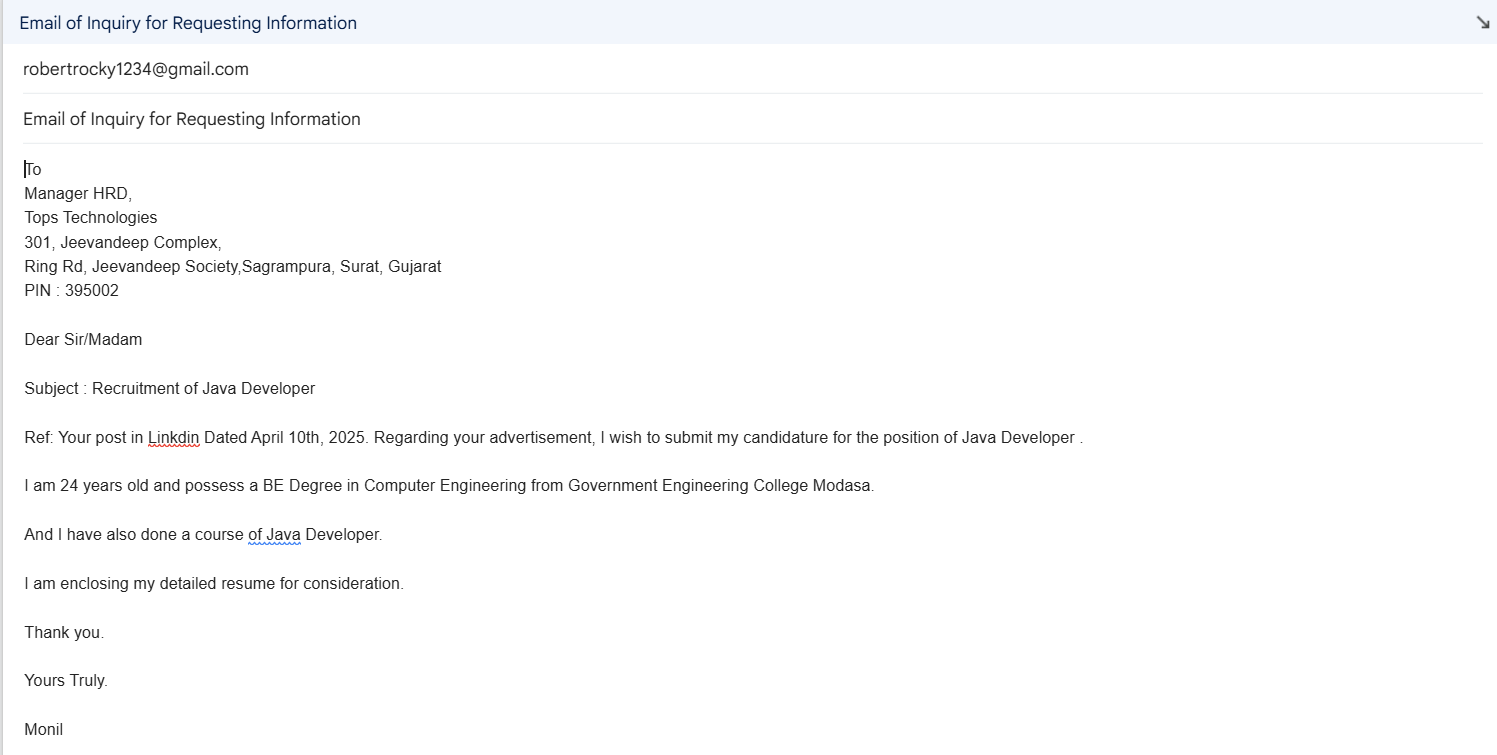 Email of Inquiry for Requesting Information
robertrocky1234@gmail.com
Email of Inquiry for Requesting Information
To
Manager HRD,
Tops Technologies
301, Jeevandeep Complex,
Ring Rd, Jeevandeep Society,Sagrampura, Surat, Gujarat
PIN : 395002
Dear Sir/Madam
Subject : Recruitment of Java Developer
Ref: Your post in Linkdin Dated April 10th, 2025. Regarding your advertisement, I wish to submit my candidature for the position of Java Developer .
I am 24 years old and possess a BE Degree in Computer Engineering from Government Engineering College Modasa.
And I have also done a course of Java Developer.
I am enclosing my detailed resume for consideration.
Thank you.
Yours Truly.
Monil